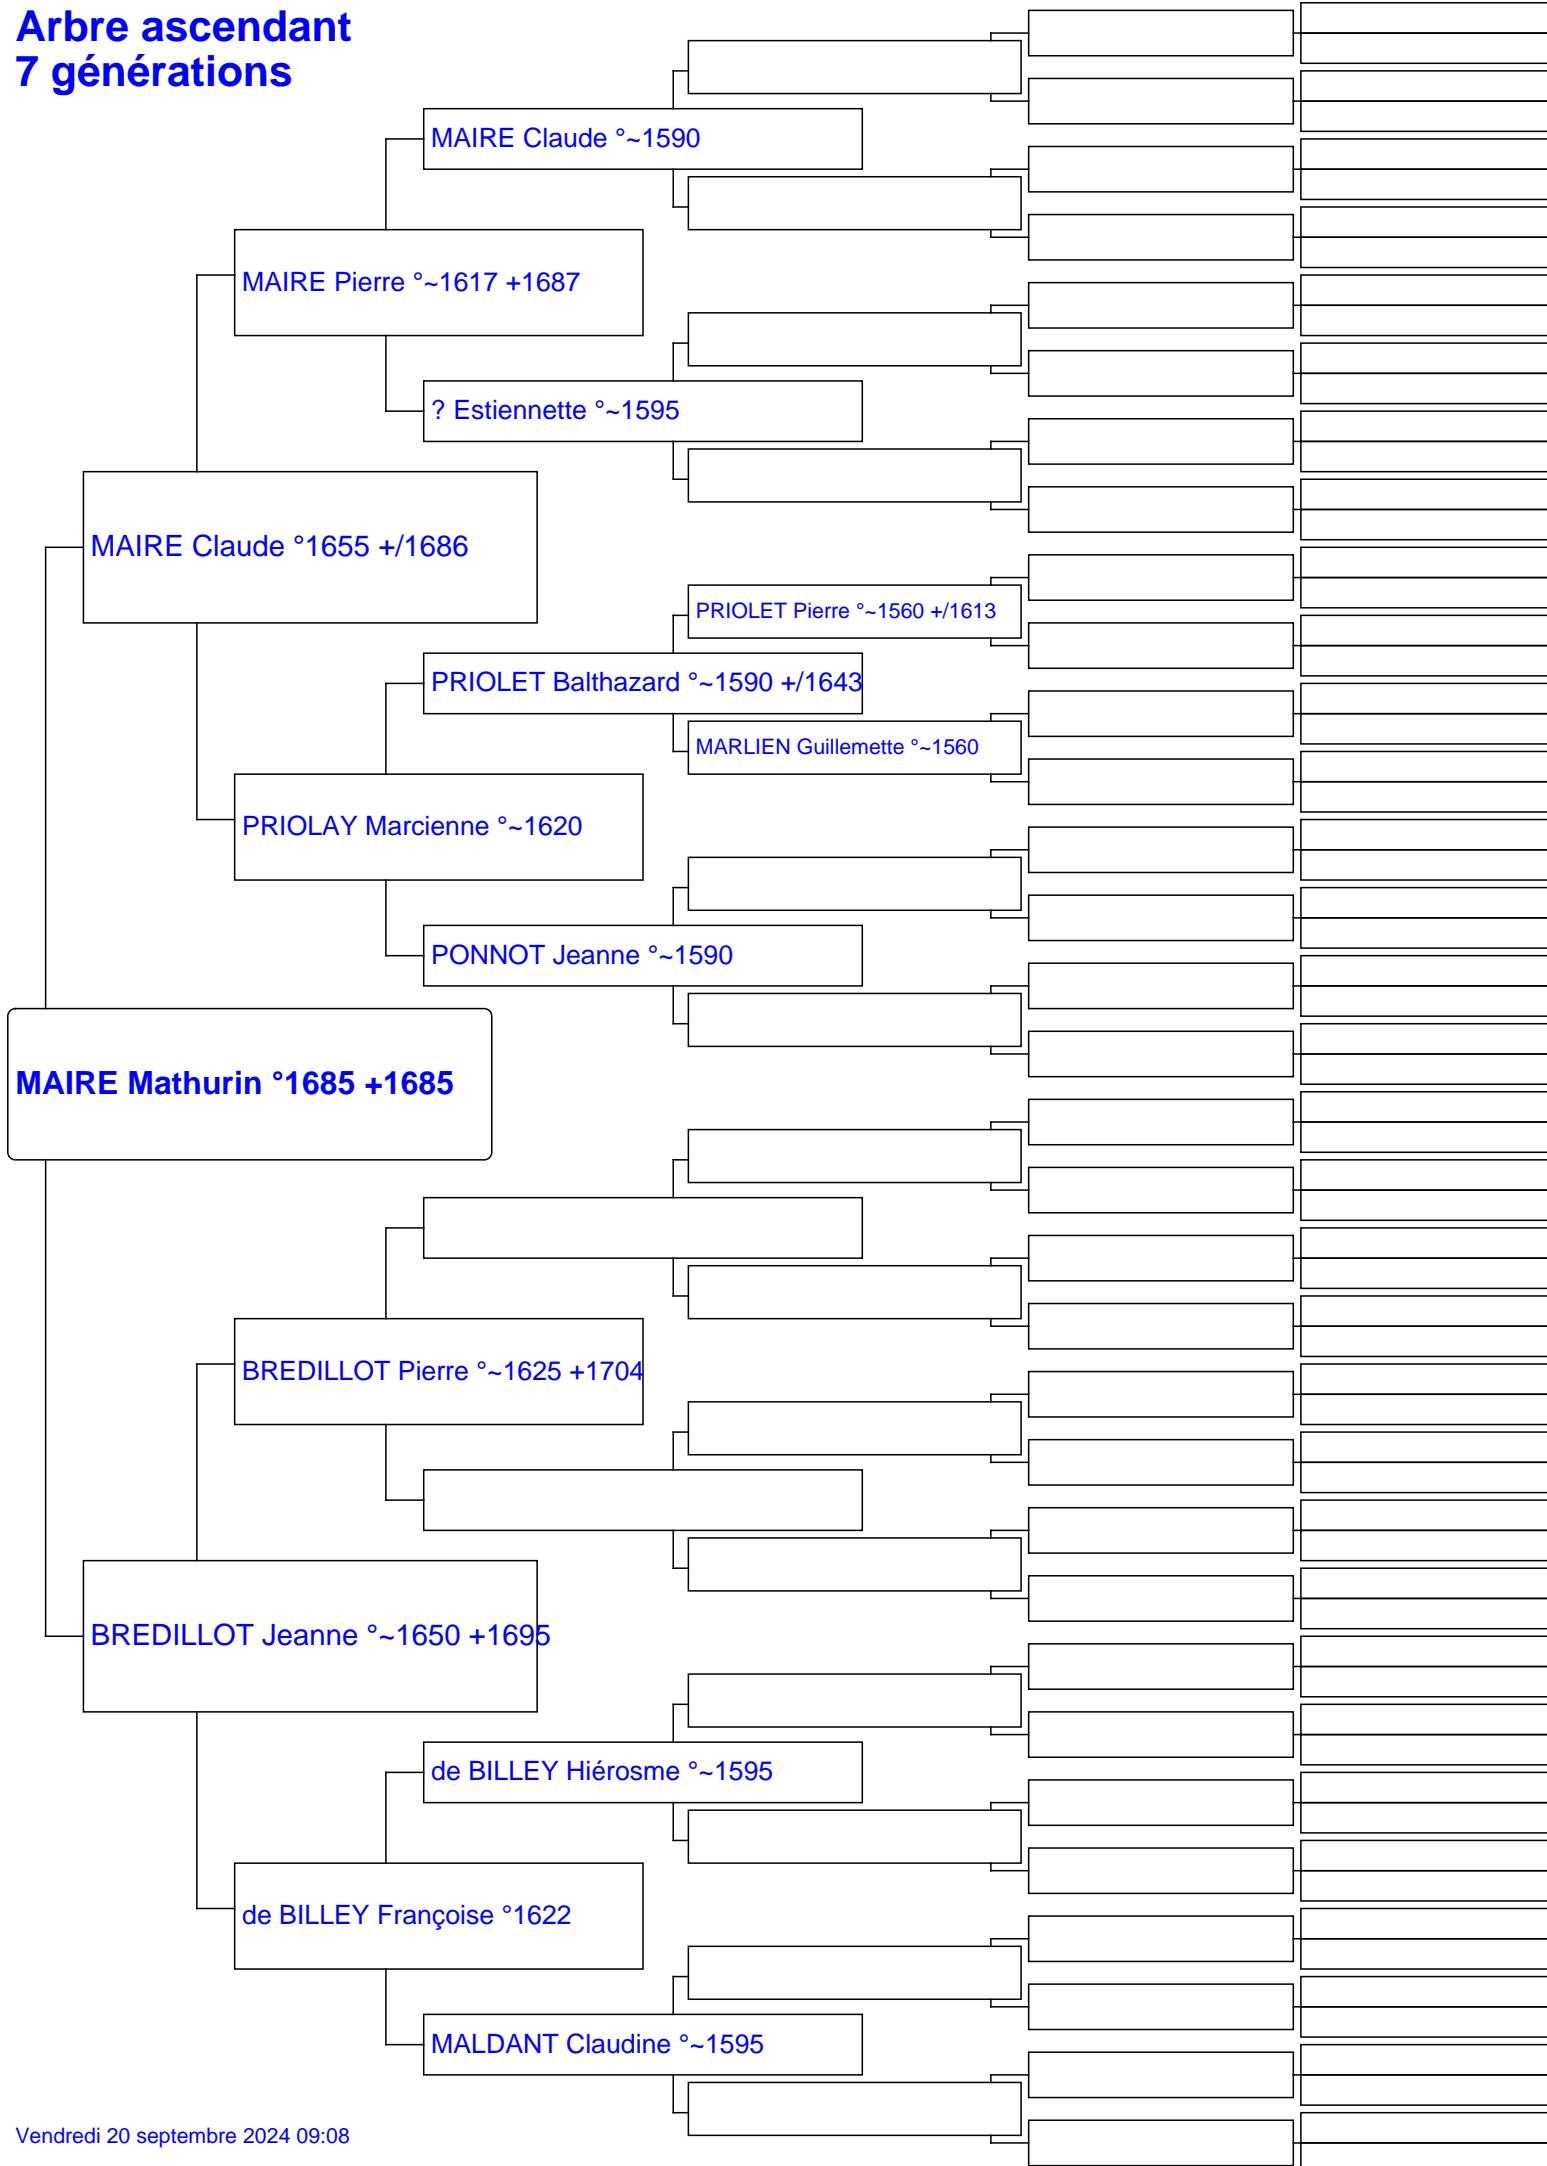 Arbre ascendant
7 générations
MAIRE Claude °~1590
MAIRE Pierre °~1617 +1687
? Estiennette °~1595
MAIRE Claude °1655 +/1686
PRIOLET Pierre °~1560 +/1613
PRIOLET Balthazard °~1590 +/1643
MARLIEN Guillemette °~1560
PRIOLAY Marcienne °~1620
PONNOT Jeanne °~1590
MAIRE Mathurin °1685 +1685
BREDILLOT Pierre °~1625 +1704
BREDILLOT Jeanne °~1650 +1695
de BILLEY Hiérosme °~1595
de BILLEY Françoise °1622
MALDANT Claudine °~1595
Vendredi 20 septembre 2024 09:08